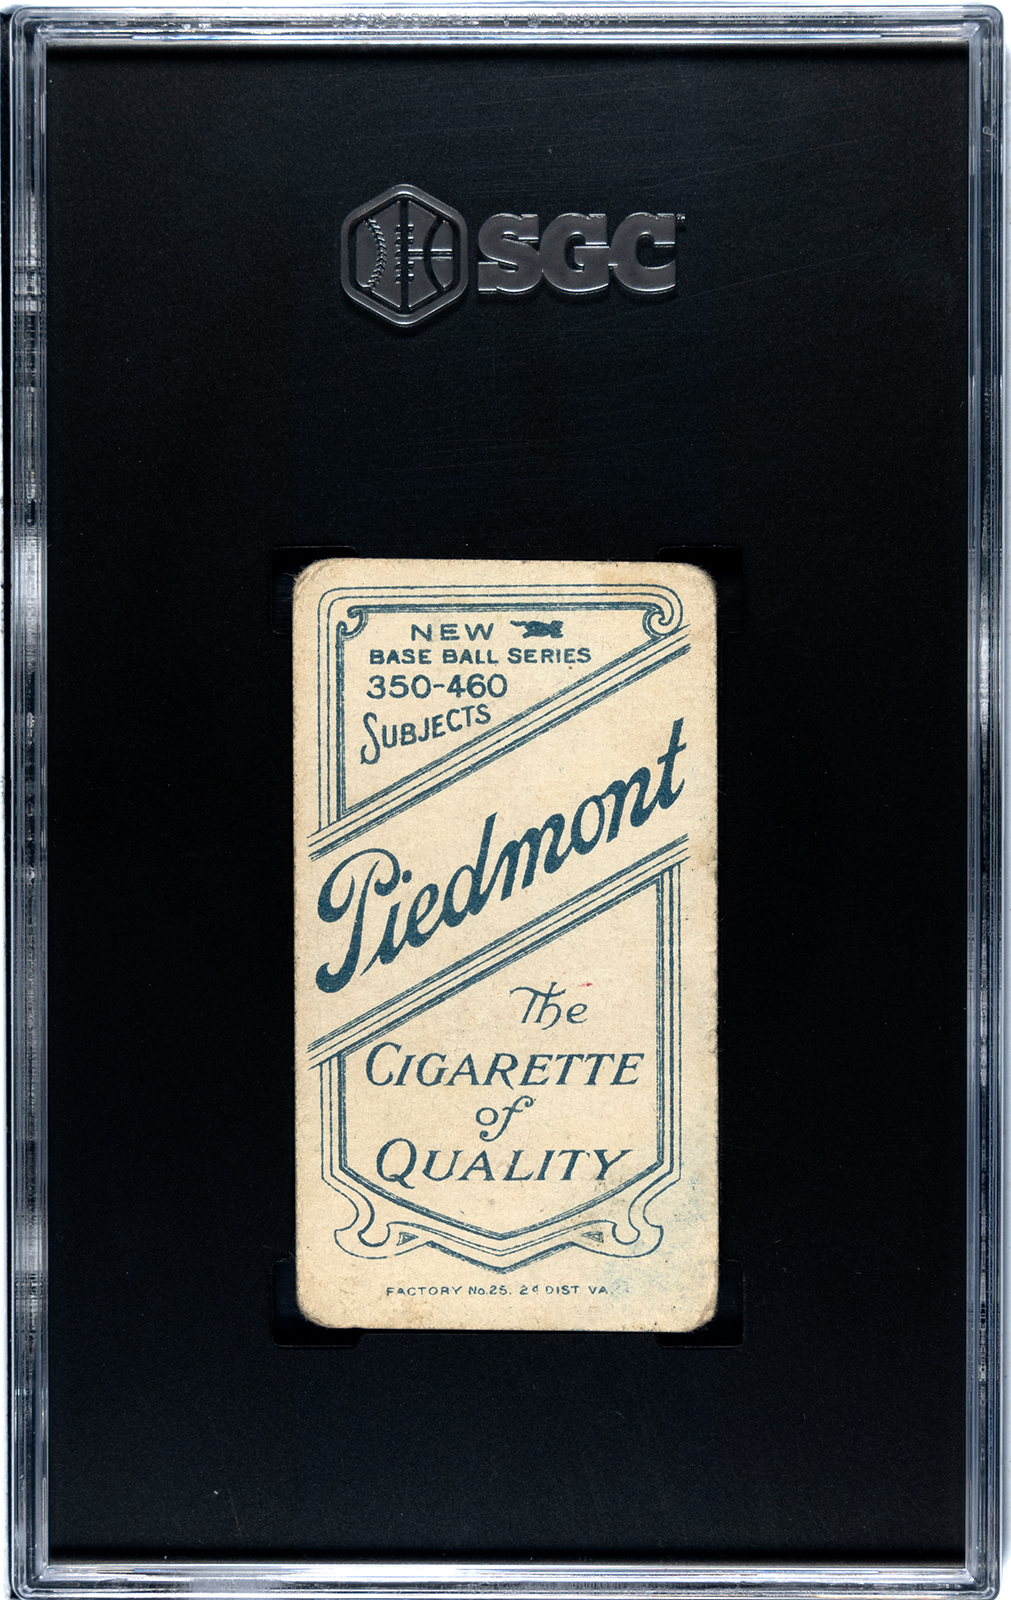 SGC
NEW
BASE BALL SERIES
350-460
SUBJECTS
Piedmont
The
CIGARETTE
of
QUALITY
FACTORY No.25. 2d DIST VA.